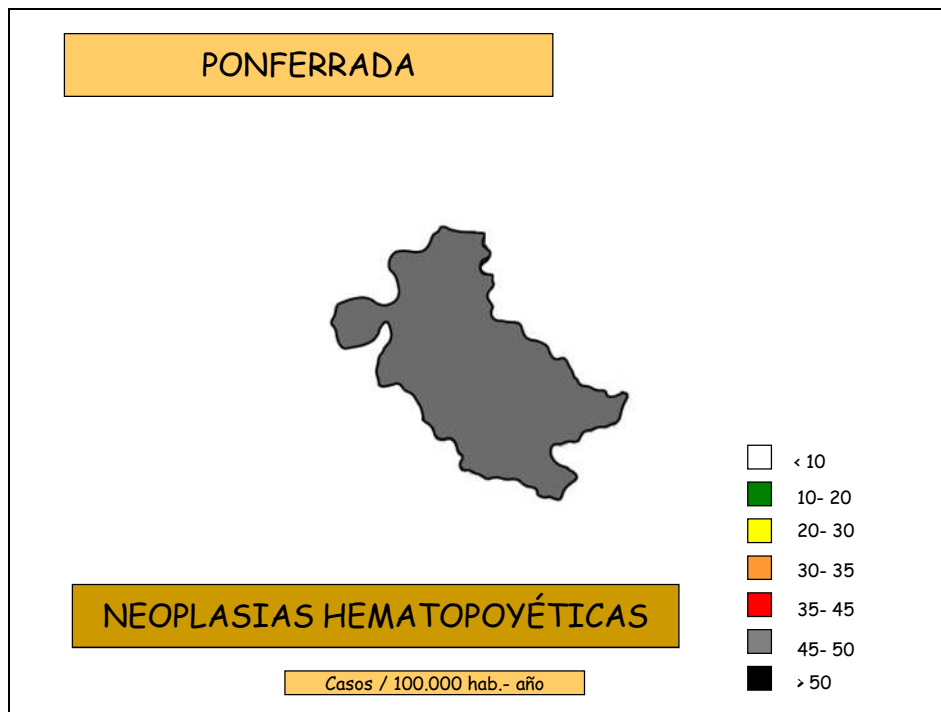 PONFERRADA
< 10
10- 20
20- 30
30- 35
35- 45
45- 50
> 50
NEOPLASIAS HEMATOPOYÉTICAS
Casos / 100.000 hab.- año